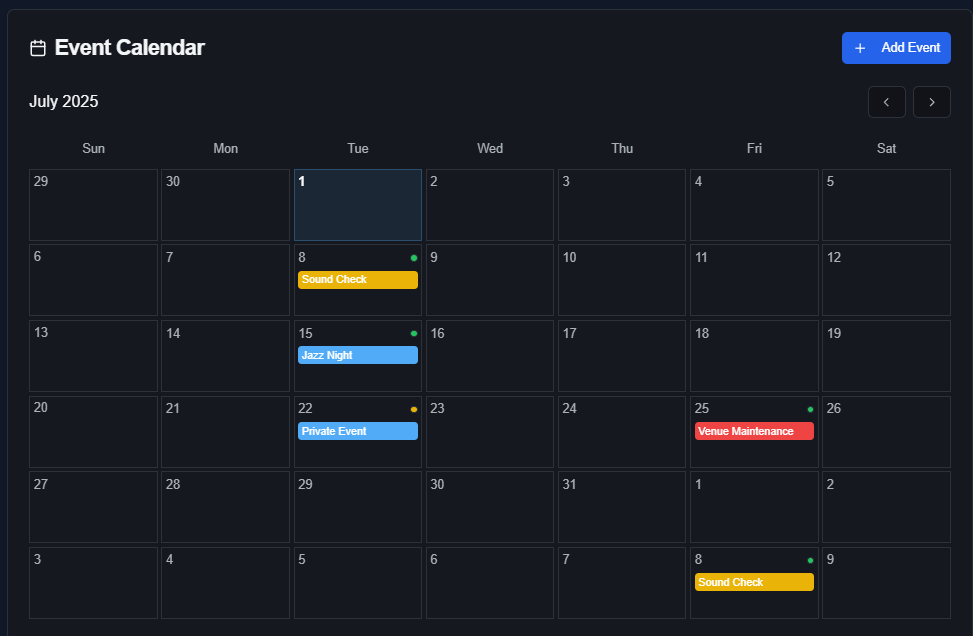 Event Calendar
+ Add Event
July 2025
Sun Mon Tue Wed Thu Fri Sat
29 30 1 2 3 4 5
6 7 8 9 10 11 12
Sound Check
13 14 15 16 17 18 19
Jazz Night
20 21 22 23 24 25 26
Private Event Venue Maintenance
27 28 29 30 31 1 2
3 4 5 6 7 8 9
Sound Check